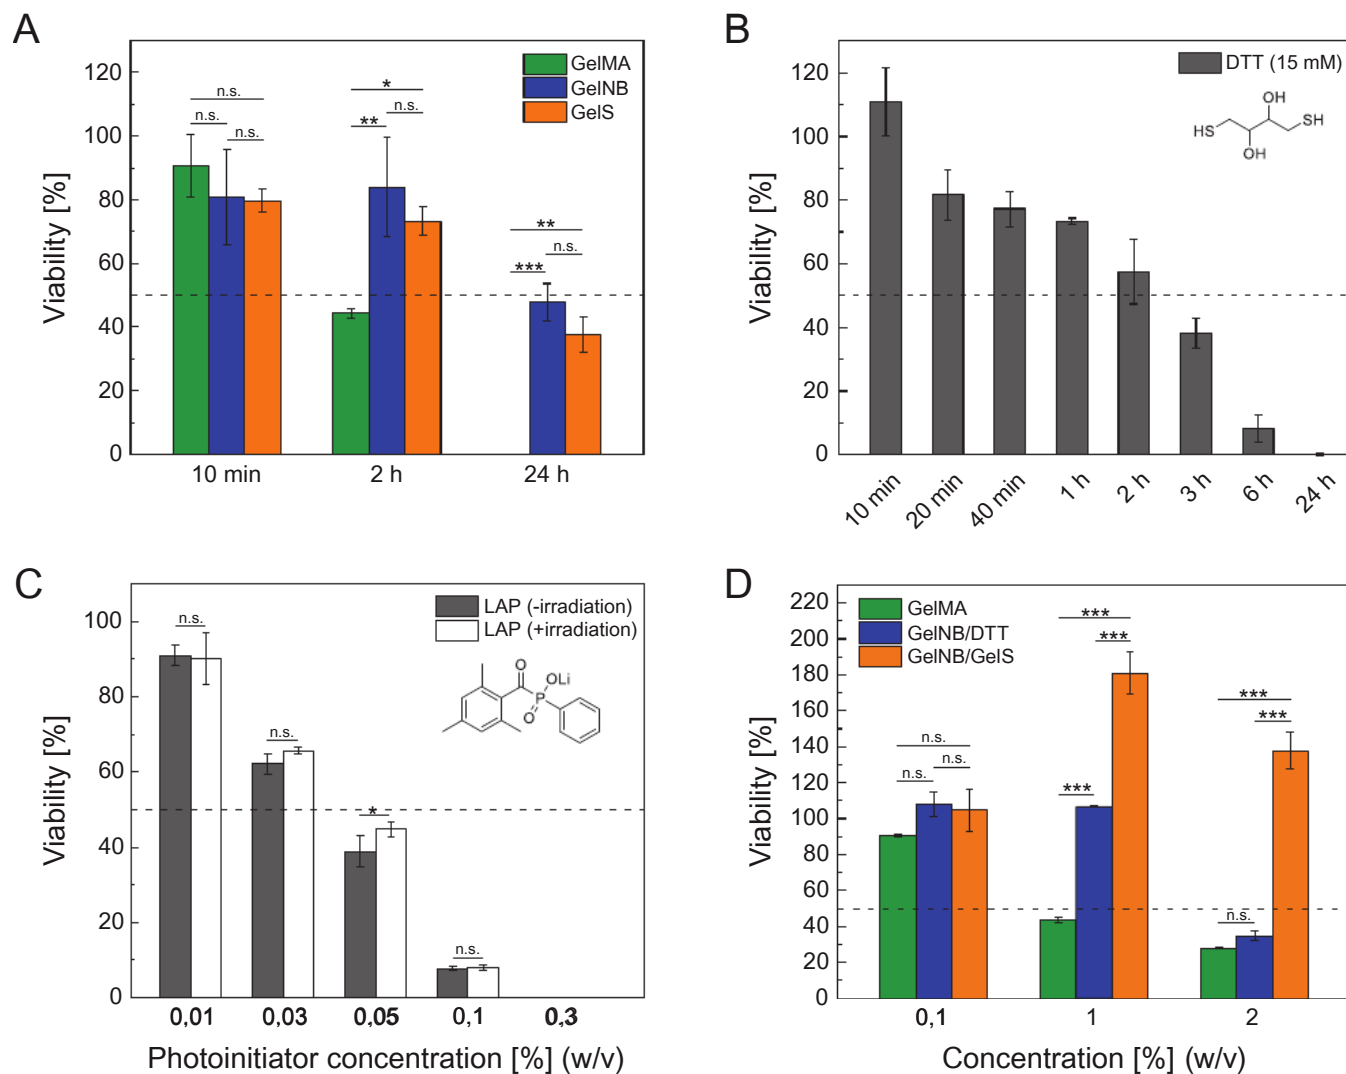 A
Viability [%]
120
100
80
60
40
20
0
GelMA
GelNB
GelS
n.s.
n.s.
n.s.
*
**
n.s.
**
n.s.
***
10 min
2 h
24 h
B
Viability [%]
120
100
80
60
40
20
0
DTT (15 mM)
OH
HS
SH
OH
10 min
20 min
40 min
1 h
2 h
3 h
6 h
24 h
C
Viability [%]
100
80
60
40
20
0
LAP (-irradiation)
LAP (+irradiation)
O
OLi
P
O
n.s.
n.s.
*
n.s.
0,01
0,03
0,05
0,1
0,3
Photoinitiator concentration [%] (w/v)
D
Viability [%]
220
200
180
160
140
120
100
80
60
40
20
0
GelMA
GelNB/DTT
GelNB/GelS
n.s.
n.s.
n.s.
***
***
***
***
***
n.s.
0,1
1
2
Concentration [%] (w/v)